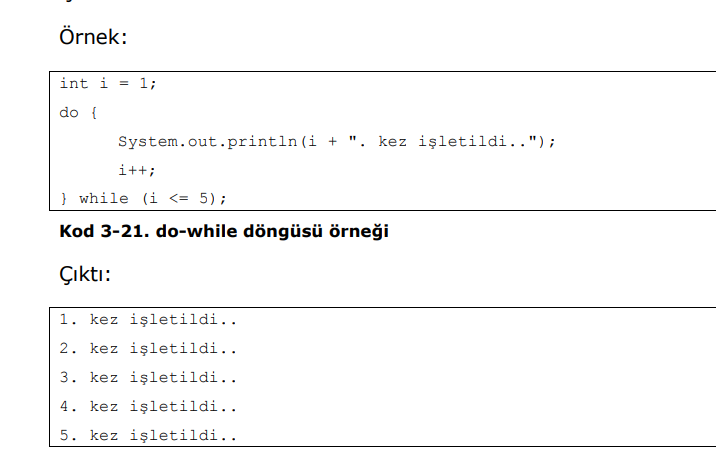 Örnek:
int i = 1;
do {
System.out.println(i + ". kez işletildi..");
i++;
} while (i <= 5);
Kod 3-21. do-while döngüsü örneği
Çıktı:
1. kez işletildi..
2. kez işletildi..
3. kez işletildi..
4. kez işletildi..
5. kez işletildi..